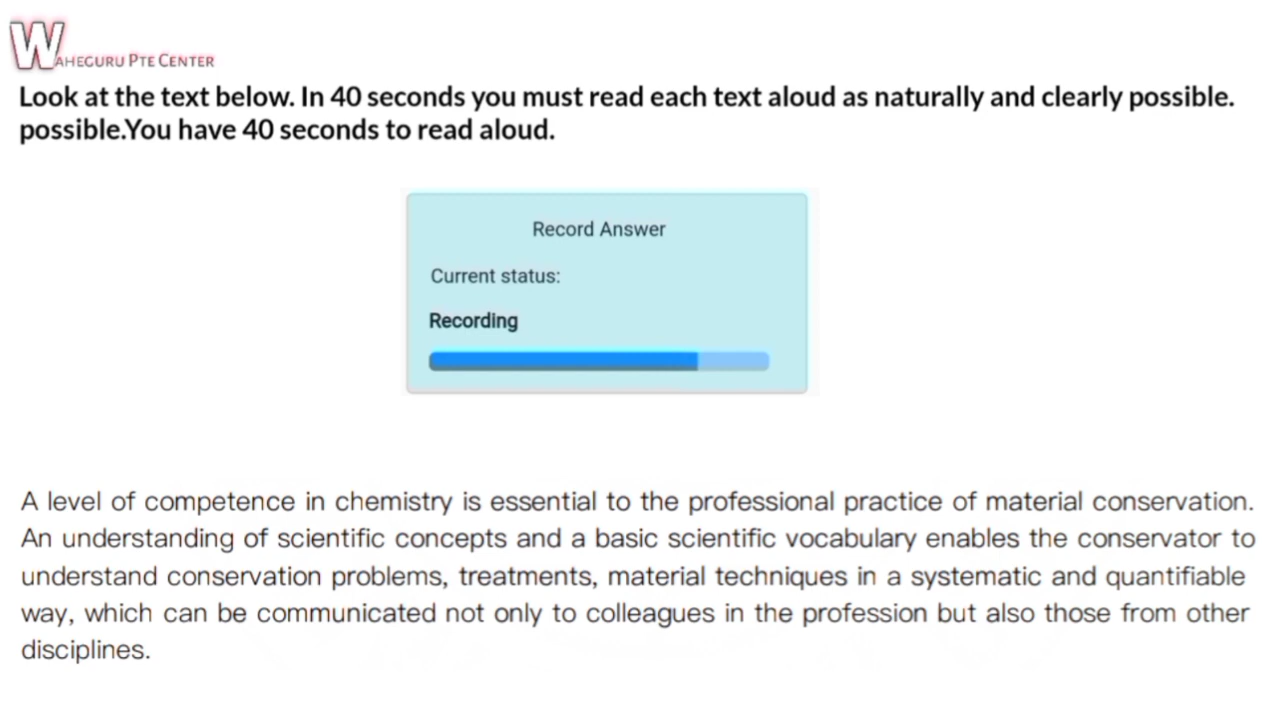 WAHEGURU PTE CENTER
Look at the text below. In 40 seconds you must read each text aloud as naturally and clearly possible.
possible.You have 40 seconds to read aloud.
Record Answer
Current status:
Recording
A level of competence in chemistry is essential to the professional practice of material conservation.
An understanding of scientific concepts and a basic scientific vocabulary enables the conservator to
understand conservation problems, treatments, material techniques in a systematic and quantifiable
way, which can be communicated not only to colleagues in the profession but also those from other
disciplines.